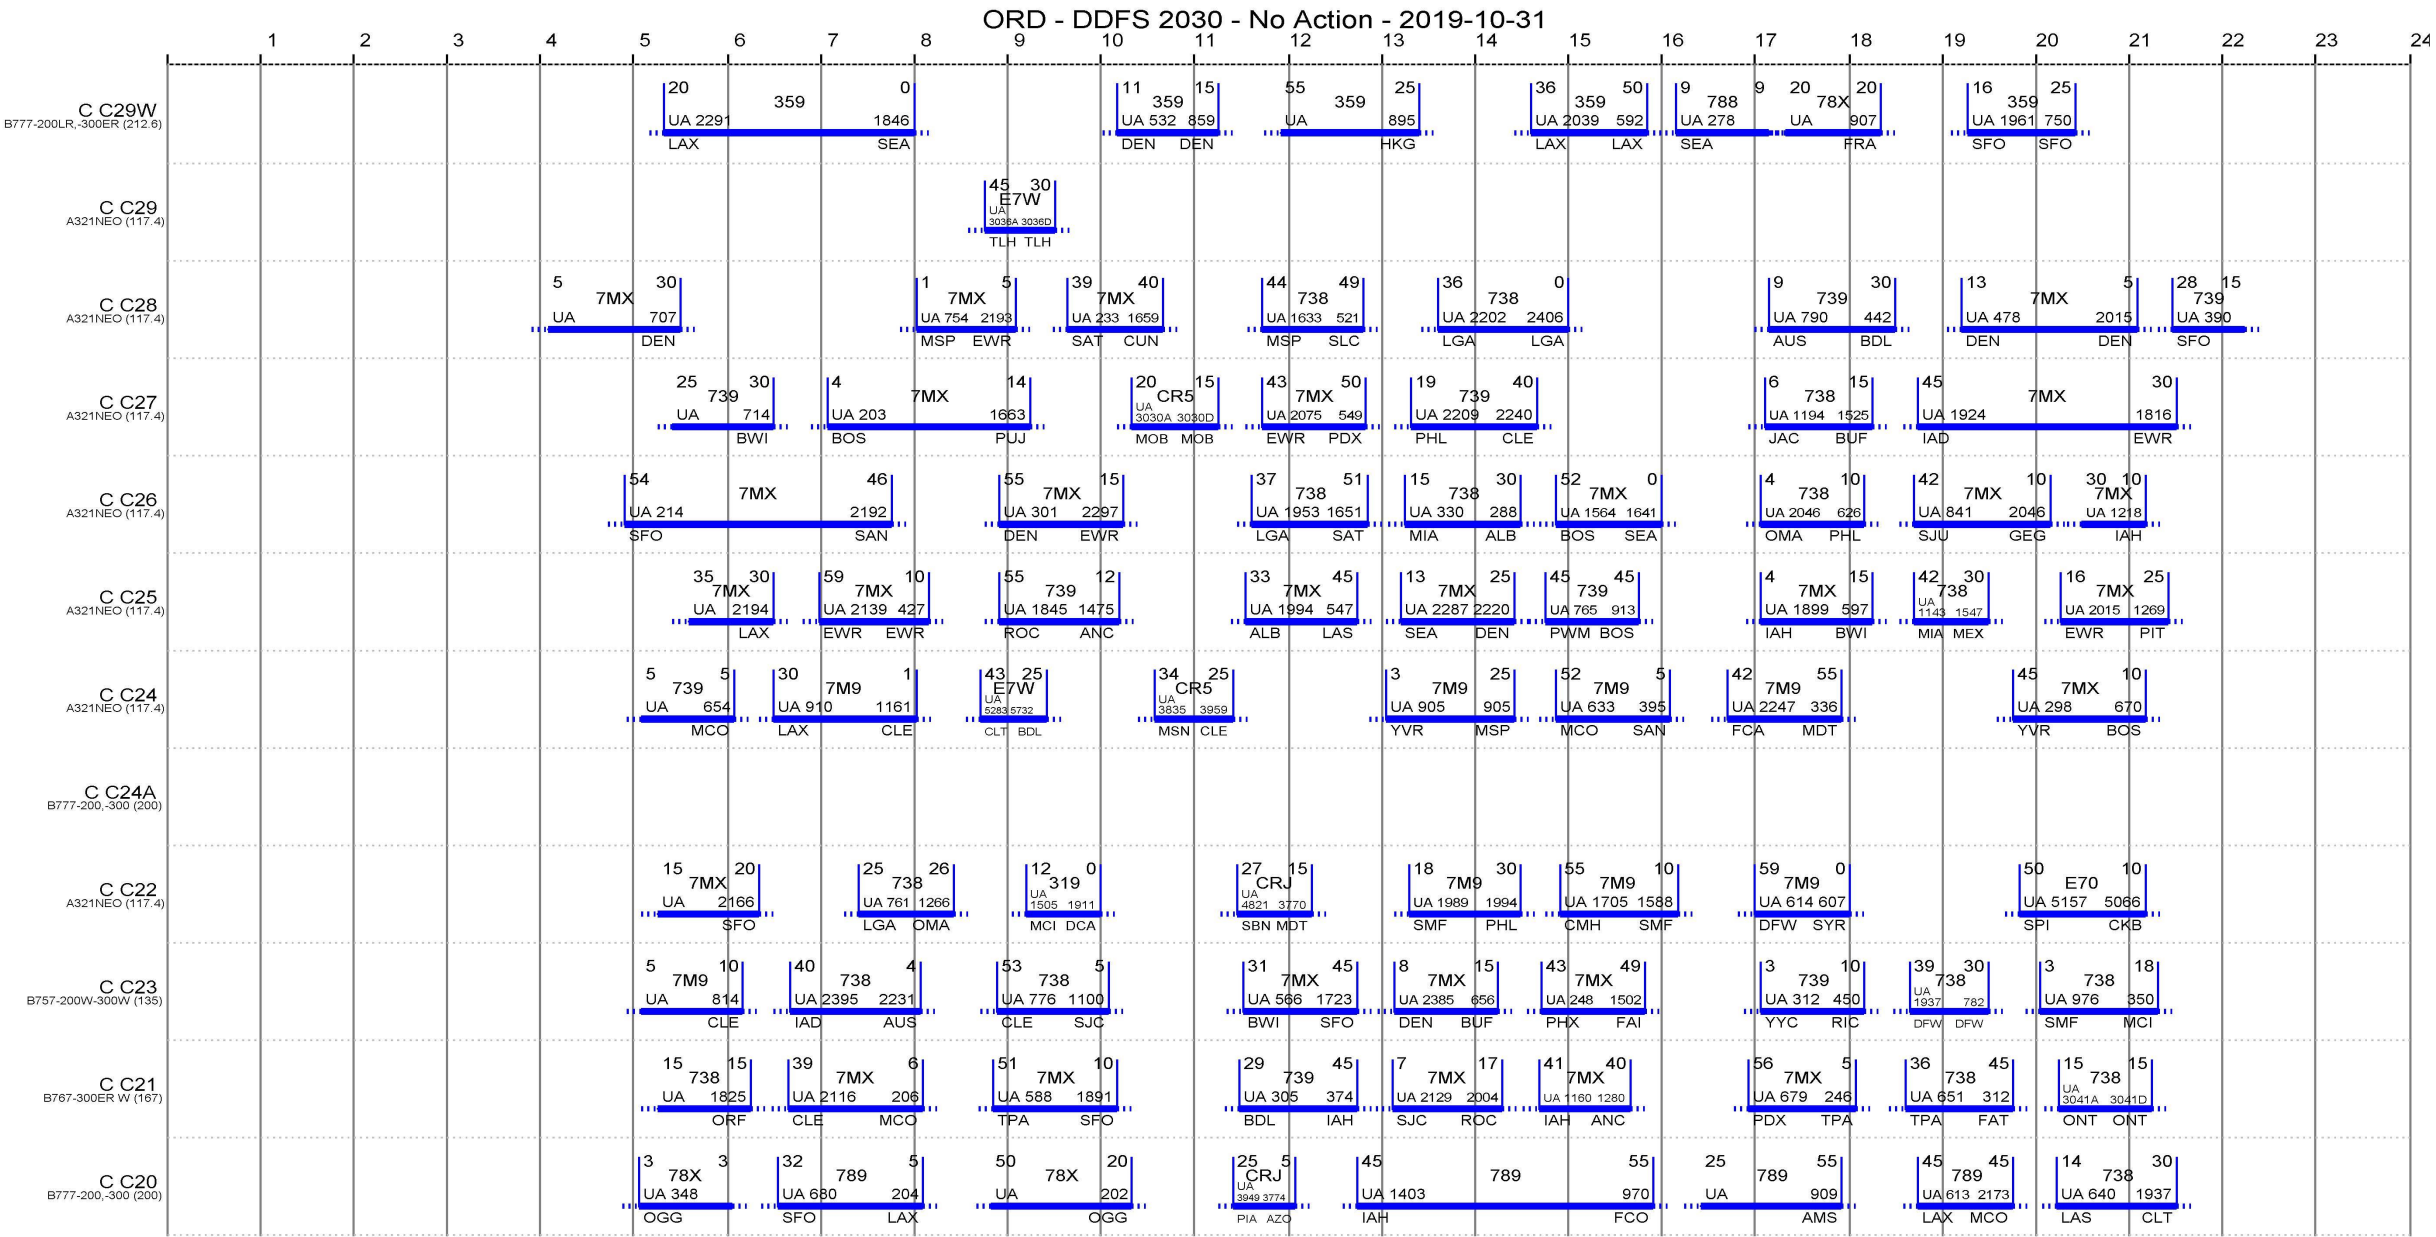 ORD - DDFS 2030 - No Action - 2019-10-31
1 2 3 4 5 6 7 8 9 10 11 12 13 14 15 16 17 18 19 20 21 22 23 24
20 0 11 15 55 25 36 50 9 9 20 20 16 25
C C29W 359 359 359 359 788 78X 359
B777-200LR,-300ER (212.6) UA 2291 1846 UA 532 859 UA 895 UA 2039 592 UA 278 UA 907 UA 1961 750
LAX SEA DEN DEN HKG LAX LAX SEA FRA SFO SFO
45 30
C C29 E7W
UA
A321NEO (117.4) 3036A 3036D
TLH TLH
5 30 1 5 39 40 44 49 36 0 9 30 13 5 28 15
C C28 7MX 7MX 7MX 738 738 739 7MX 739
A321NEO (117.4) UA 707 UA 754 2193 UA 233 1659 UA 1633 521 UA 2202 2406 UA 790 442 UA 478 2015 UA 390
DEN MSP EWR SAT CUN MSP SLC LGA LGA AUS BDL DEN DEN SFO
25 30 4 14 20 15 43 50 19 40 6 15 45 30
C C27 739 7MX CR5 7MX 739 738 7MX
A321NEO (117.4) UA 714 UA 203 1663 UA 3030A 3030D UA 2075 549 UA 2209 2240 UA 1194 1525 UA 1924 1816
BWI BOS PUJ MOB MOB EWR PDX PHL CLE JAC BUF IAD EWR
54 46 55 15 37 51 15 30 52 0 4 10 42 10 30 10
C C26 7MX 7MX 738 738 7MX 738 7MX 7MX
A321NEO (117.4) UA 214 2192 UA 301 2297 UA 1953 1651 UA 330 288 UA 1564 1641 UA 2046 626 UA 841 2046 UA 1218
SFO SAN DEN EWR LGA SAT MIA ALB BOS SEA OMA PHL SJU GEG IAH
35 30 59 10 55 12 33 45 13 25 45 45 4 15 42 30 16 25
C C25 7MX 7MX 739 7MX 7MX 739 7MX 738 7MX
A321NEO (117.4) UA 2194 UA 2139 427 UA 1845 1475 UA 1994 547 UA 2287 2220 UA 765 913 UA 1899 597 UA 1143 1547 UA 2015 1269
LAX EWR EWR ROC ANC ALB LAS SEA DEN PWM BOS IAH BWI MIA MEX EWR PIT
5 5 30 1 43 25 34 25 3 25 52 5 42 55 45 10
C C24 739 7M9 E7W CR5 7M9 7M9 7M9 7MX
A321NEO (117.4) UA 654 UA 910 1161 UA 5283 5732 UA 3835 3959 UA 905 905 UA 633 395 UA 2247 336 UA 298 670
MCO LAX CLE CLT BDL MSN CLE YVR MSP MCO SAN FCA MDT YVR BOS
C C24A
B777-200,-300 (200)
15 20 25 26 12 0 27 15 18 30 55 10 59 0 50 10
C C22 7MX 738 319 CRJ 7M9 7M9 7M9 E70
A321NEO (117.4) UA 2166 UA 761 1266 UA 1505 1911 UA 4821 3770 UA 1989 1994 UA 1705 1588 UA 614 607 UA 5157 5066
SFO LGA OMA MCI DCA SBN MDT SMF PHL CMH SMF DFW SYR SPI CKB
5 10 40 4 53 5 31 45 8 15 43 49 3 10 39 30 3 18
C C23 7M9 738 738 7MX 7MX 7MX 739 738 738
B757-200W-300W (135) UA 814 UA 2395 2231 UA 776 1100 UA 566 1723 UA 2385 656 UA 248 1502 UA 312 450 UA 1937 782 UA 976 350
CLE IAD AUS CLE SJC BWI SFO DEN BUF PHX FAI YYC RIC DFW DFW SMF MCI
15 15 39 6 51 10 29 45 7 17 41 40 56 5 36 45 15 15
C C21 738 7MX 7MX 739 7MX 7MX 7MX 738 738
B767-300ER W (167) UA 1825 UA 2116 206 UA 588 1891 UA 305 374 UA 2129 2004 UA 1160 1280 UA 679 246 UA 651 312 UA 3041A 3041D
ORF CLE MCO TPA SFO BDL IAH SJC ROC IAH ANC PDX TPA TPA FAT ONT ONT
3 3 32 5 50 20 25 5 45 55 25 55 45 45 14 30
C C20 78X 789 78X CRJ 789 789 789 738
B777-200,-300 (200) UA 348 UA 680 204 UA 202 UA 3949 3774 UA 1403 970 UA 909 UA 613 2173 UA 640 1937
OGG SFO LAX OGG PIA AZO IAH FCO AMS LAX MCO LAS CLT